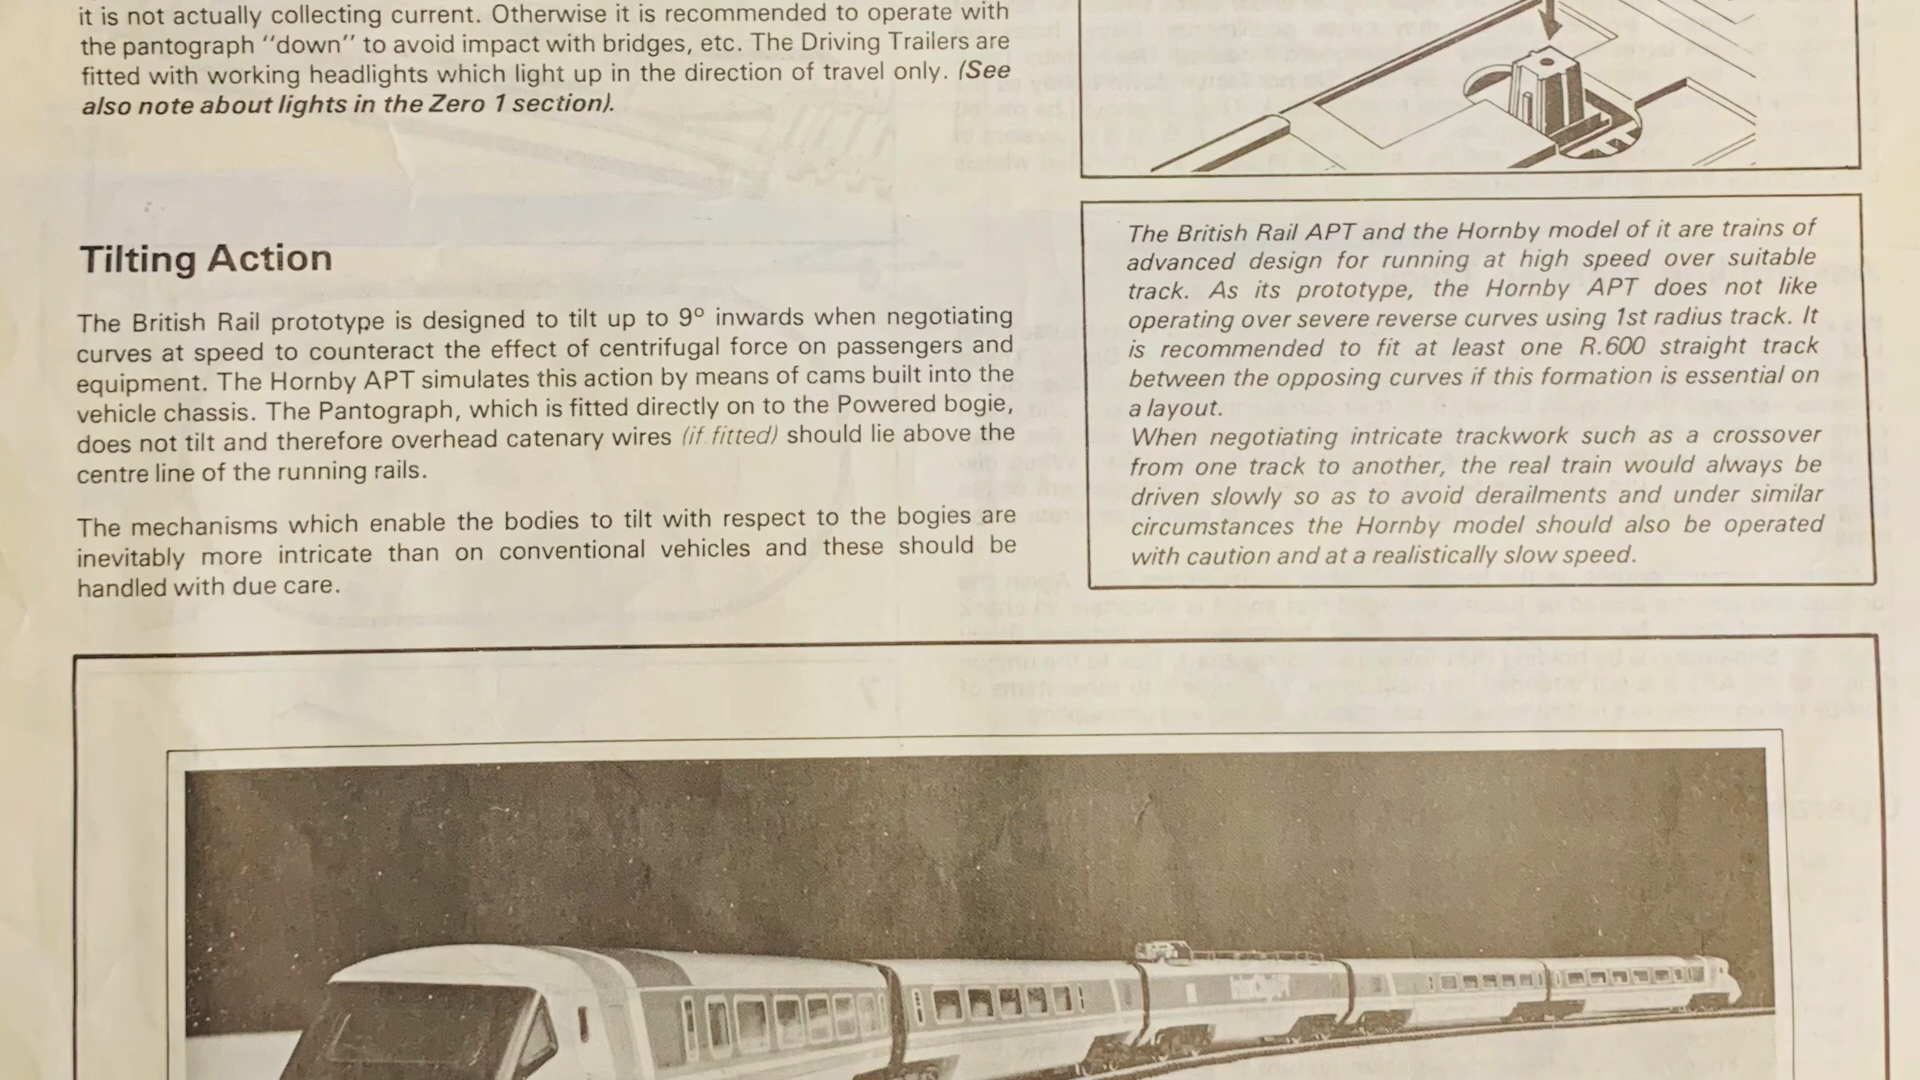 it is not actually collecting current. Otherwise it is recommended to operate with
the pantograph "down" to avoid impact with bridges, etc. The Driving Trailers are
fitted with working headlights which light up in the direction of travel only. (See
also note about lights in the Zero 1 section).
Tilting Action
The British Rail prototype is designed to tilt up to 9° inwards when negotiating
curves at speed to counteract the effect of centrifugal force on passengers and
equipment. The Hornby APT simulates this action by means of cams built into the
vehicle chassis. The Pantograph, which is fitted directly on to the Powered bogie,
does not tilt and therefore overhead catenary wires (if fitted) should lie above the
centre line of the running rails.
The mechanisms which enable the bodies to tilt with respect to the bogies are
inevitably more intricate than on conventional vehicles and these should be
handled with due care.
The British Rail APT and the Hornby model of it are trains of
advanced design for running at high speed over suitable
track. As its prototype, the Hornby APT does not like
operating over severe reverse curves using 1st radius track. It
is recommended to fit at least one R.600 straight track
between the opposing curves if this formation is essential on
a layout.
When negotiating intricate trackwork such as a crossover
from one track to another, the real train would always be
driven slowly so as to avoid derailments and under similar
circumstances the Hornby model should also be operated
with caution and at a realistically slow speed.